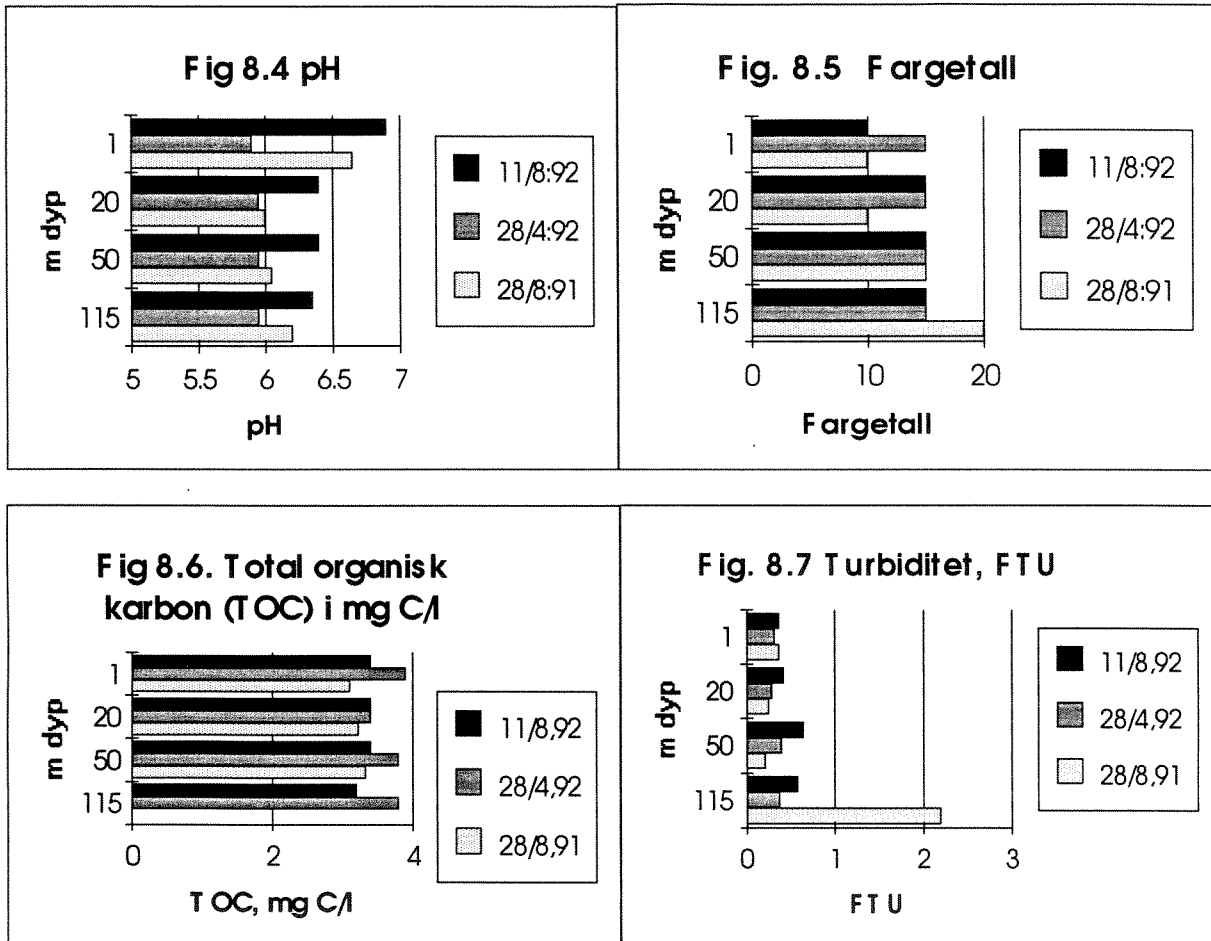 Fig 8.4 pH
m dyp
1
20
50
115
5 5.5 6 6.5 7
pH
11/8:92
28/4:92
28/8:91
Fig. 8.5 Fargetall
m dyp
1
20
50
115
0 10 20
Fargetall
11/8:92
28/4:92
28/8:91
Fig 8.6. Total organisk
karbon (TOC) i mg C/l
m dyp
1
20
50
115
0 2 4
TOC, mg C/l
11/8,92
28/4,92
28/8,91
Fig. 8.7 Turbiditet, FTU
m dyp
1
20
50
115
0 1 2 3
FTU
11/8,92
28/4,92
28/8,91